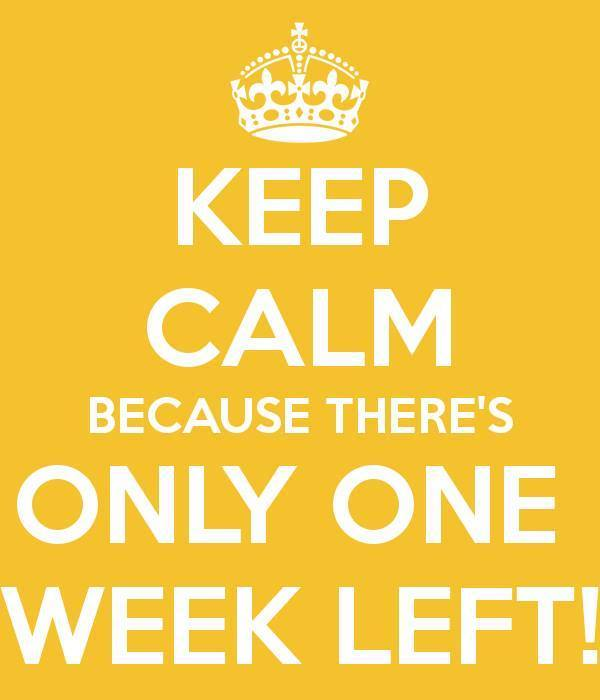 KEEP
CALM
BECAUSE THERE'S
ONLY ONE
WEEK LEFT!